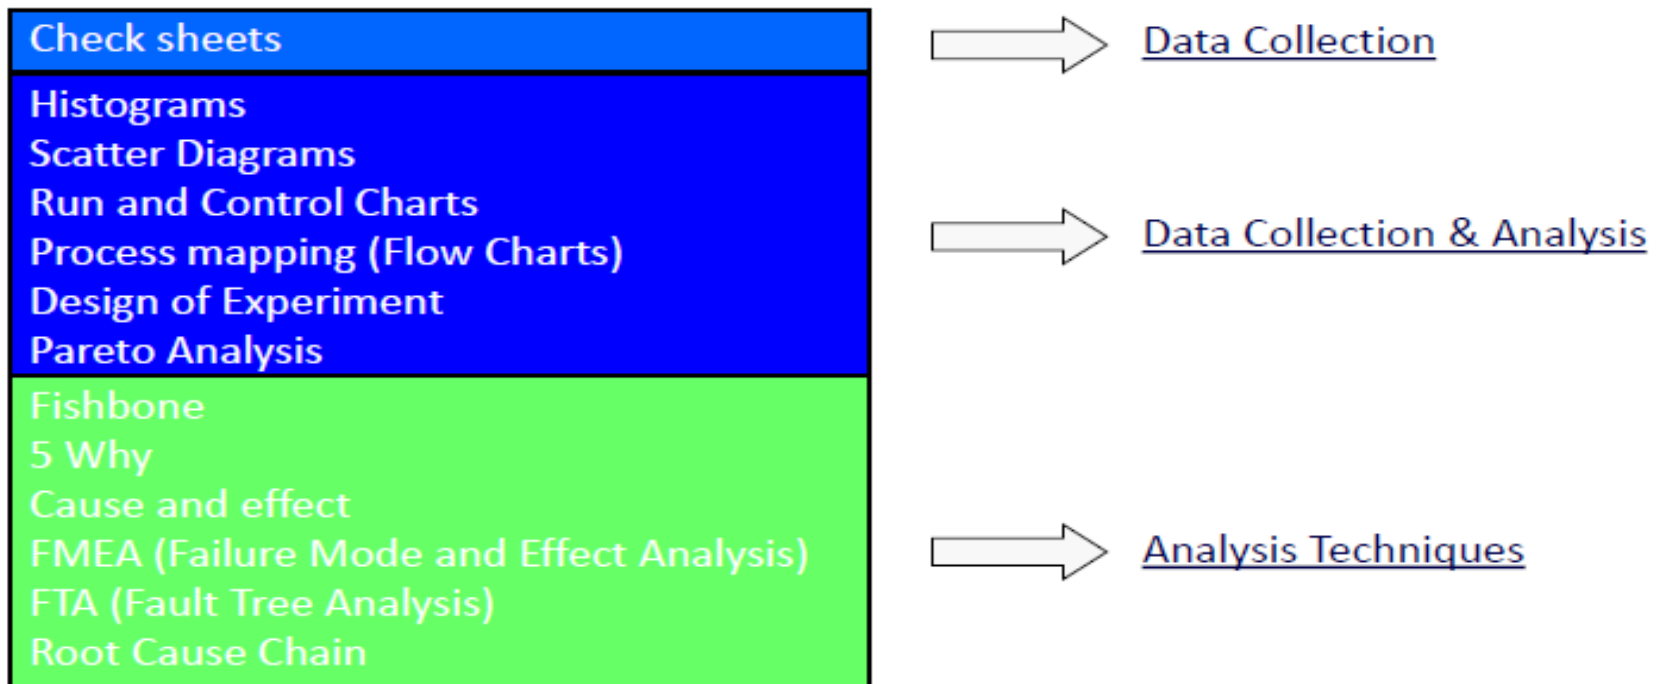 Check sheets
Data Collection
Histograms
Scatter Diagrams
Run and Control Charts
Process mapping (Flow Charts)
Design of Experiment
Pareto Analysis
Data Collection & Analysis
Fishbone
5 Why
Cause and effect
FMEA (Failure Mode and Effect Analysis)
FTA (Fault Tree Analysis)
Root Cause Chain
Analysis Techniques